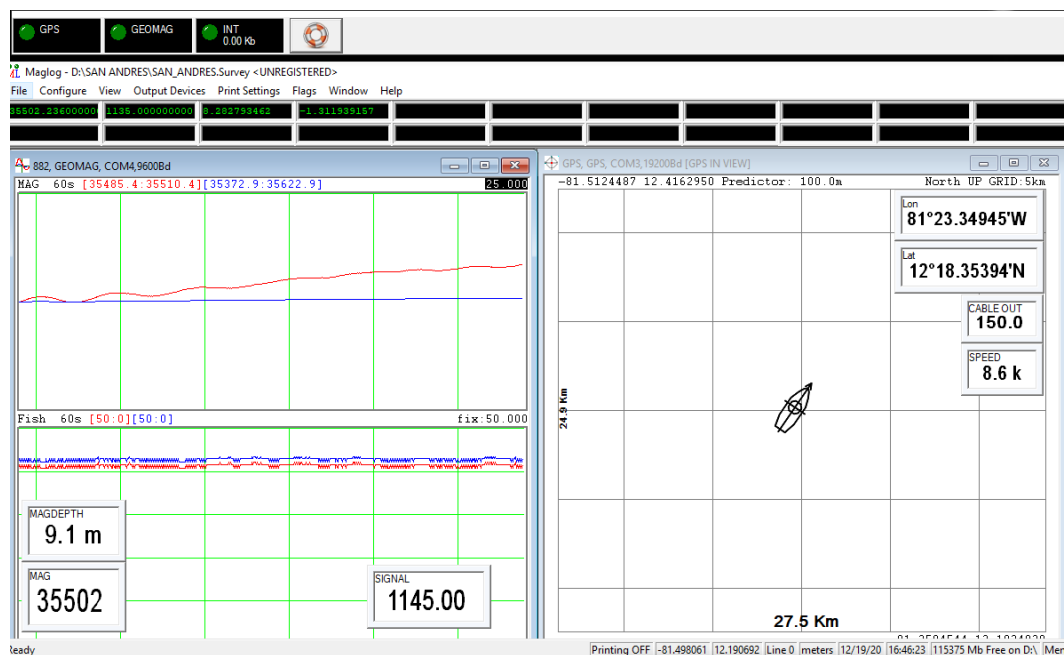 GPS
GEOMAG
INT
0.00 Kb
Maglog - D:\SAN ANDRES\SAN_ANDRES.Survey <UNREGISTERED>
File Configure View Output Devices Print Settings Flags Window Help
35502.23600000 1135.000000000 8.282793462 -1.311939157
882, GEOMAG, COM4,9600Bd
MAG 60s [35485.4:35510.4][35372.9:35622.9] 25.000
Fish 60s [50:0][50:0] fix:50.000
MAGDEPTH
9.1 m
MAG
35502
SIGNAL
1145.00
GPS, GPS, COM3,19200Bd [GPS IN VIEW]
-81.5124487 12.4162950 Predictor: 100.0m North UP GRID:5km
Lon
81°23.34945'W
Lat
12°18.35394'N
CABLE OUT
150.0
SPEED
8.6 k
24.9 Km
27.5 Km
Ready
Printing OFF -81.498061 12.190692 Line 0 meters 12/19/20 16:46:23 115375 Mb Free on D:\